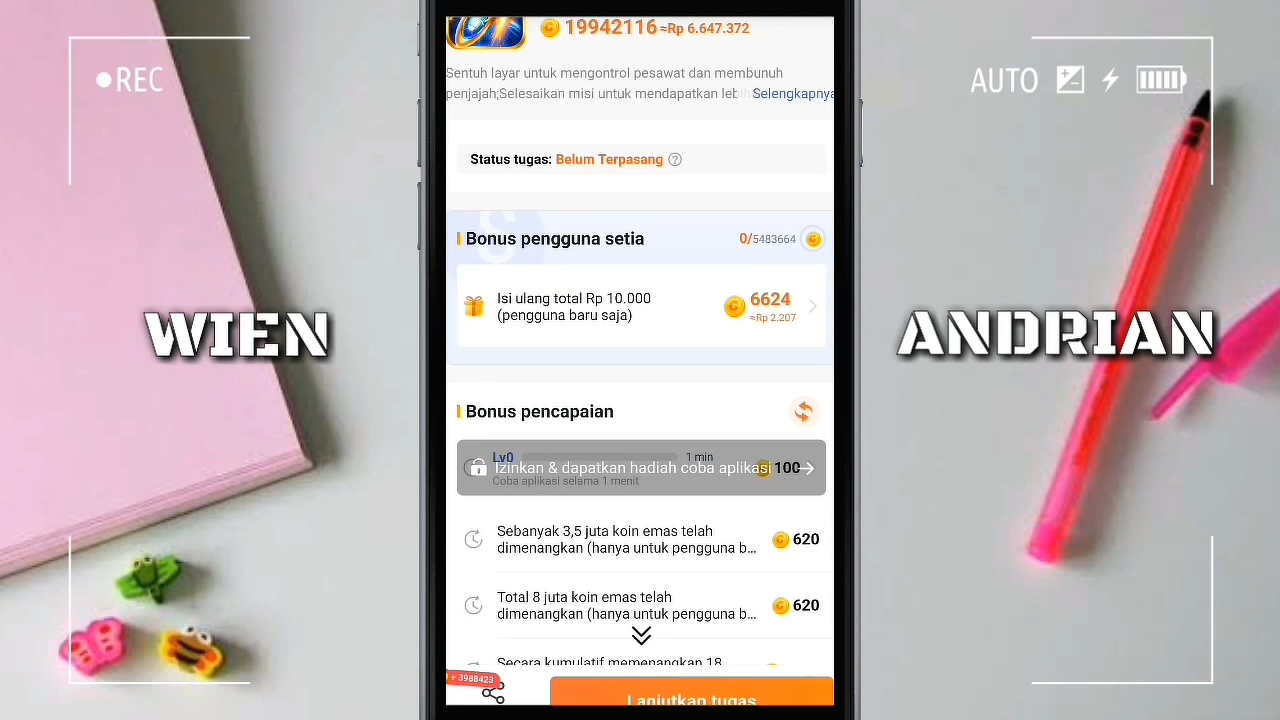 REC
AUTO
WIEN
ANDRIAN
19942116 ≈Rp 6.647.372
Sentuh layar untuk mengontrol pesawat dan membunuh
penjajah;Selesaikan misi untuk mendapatkan lebih Selengkapnya
Status tugas: Belum Terpasang ?
Bonus pengguna setia 0/5483664
Isi ulang total Rp 10.000 6624
(pengguna baru saja) ≈Rp 2.207
Bonus pencapaian
Lv0 1 min
Izinkan & dapatkan hadiah coba aplikasi 100
Coba aplikasi selama 1 menit
Sebanyak 3,5 juta koin emas telah 620
dimenangkan (hanya untuk pengguna b...
Total 8 juta koin emas telah 620
dimenangkan (hanya untuk pengguna b...
Secara kumulatif memenangkan 18
+ 3988423
Lanjutkan tugas